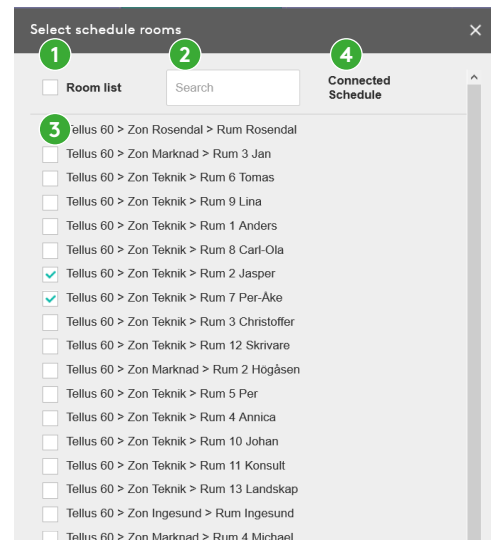 Select schedule rooms
1 2 4
Room list Search Connected Schedule
3 Tellus 60 > Zon Rosendal > Rum Rosendal
Tellus 60 > Zon Marknad > Rum 3 Jan
Tellus 60 > Zon Teknik > Rum 6 Tomas
Tellus 60 > Zon Teknik > Rum 9 Lina
Tellus 60 > Zon Teknik > Rum 1 Anders
Tellus 60 > Zon Teknik > Rum 8 Carl-Ola
Tellus 60 > Zon Teknik > Rum 2 Jasper
Tellus 60 > Zon Teknik > Rum 7 Per-Åke
Tellus 60 > Zon Teknik > Rum 3 Christoffer
Tellus 60 > Zon Teknik > Rum 12 Skrivare
Tellus 60 > Zon Marknad > Rum 2 Högåsen
Tellus 60 > Zon Teknik > Rum 5 Per
Tellus 60 > Zon Teknik > Rum 4 Annica
Tellus 60 > Zon Teknik > Rum 10 Johan
Tellus 60 > Zon Teknik > Rum 11 Konsult
Tellus 60 > Zon Teknik > Rum 13 Landskap
Tellus 60 > Zon Ingesund > Rum Ingesund
Tellus 60 > Zon Marknad > Rum 4 Michael